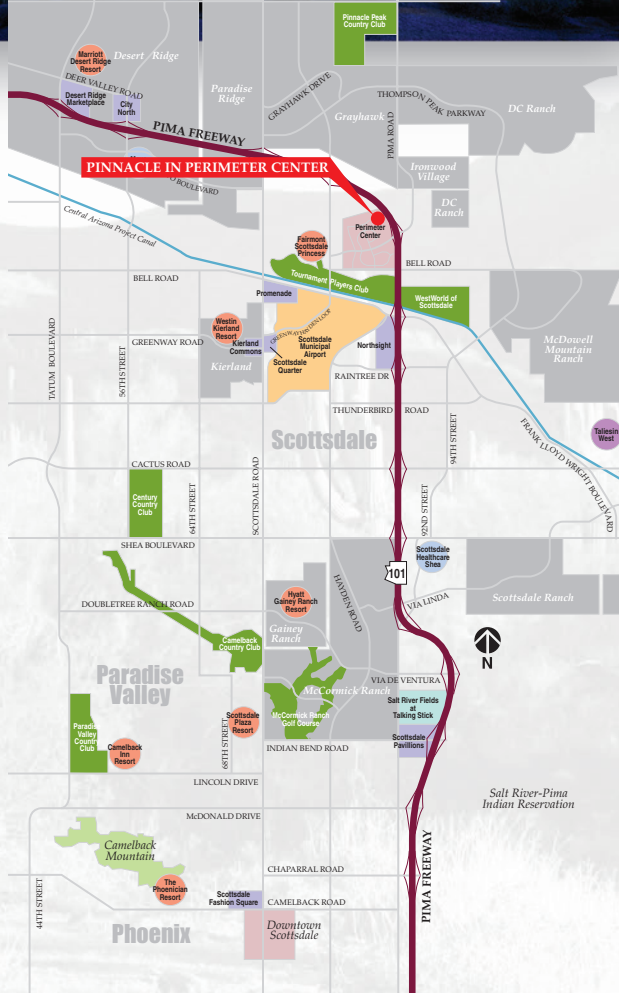 Pinnacle Peak
Country Club
Marriott
Desert Ridge
Resort
Desert Ridge
DEER VALLEY ROAD
Desert Ridge
Marketplace
City
North
Paradise
Ridge
GRAYHAWK DRIVE
Grayhawk
THOMPSON PEAK PARKWAY
DC Ranch
PIMA ROAD
PIMA FREEWAY
PINNACLE IN PERIMETER CENTER
Ironwood
Village
BOULEVARD
DC
Ranch
Central Arizona Project Canal
Perimeter
Center
Fairmont
Scottsdale
Princess
BELL ROAD
BELL ROAD
Tournament Players Club
Promenade
WestWorld of
Scottsdale
TATUM BOULEVARD
56TH STREET
Westin
Kierland
Resort
GREENWAY ROAD
Kierland
Commons
Kierland
Scottsdale
Municipal
Airport
Scottsdale
Quarter
Northsight
RAINTREE DR
McDowell
Mountain
Ranch
THUNDERBIRD ROAD
Scottsdale
94TH STREET
FRANK LLOYD WRIGHT BOULEVARD
Taliesin
West
CACTUS ROAD
Century
Country
Club
64TH STREET
SCOTTSDALE ROAD
92ND STREET
SHEA BOULEVARD
Scottsdale
Healthcare
Shea
101
HAYDEN ROAD
VIA LINDA
Scottsdale Ranch
DOUBLETREE RANCH ROAD
Hyatt
Gainey Ranch
Resort
Gainey
Ranch
Camelback
Country Club
N
Paradise
Valley
VIA DE VENTURA
McCormick Ranch
McCormick Ranch
Golf Course
Salt River Fields
at
Talking Stick
Paradise
Valley
Country
Club
Camelback
Inn
Resort
68TH STREET
Scottsdale
Plaza
Resort
Scottsdale
Pavillions
INDIAN BEND ROAD
LINCOLN DRIVE
Salt River-Pima
Indian Reservation
McDONALD DRIVE
Camelback
Mountain
PIMA FREEWAY
CHAPARRAL ROAD
44TH STREET
The
Phoenician
Resort
Scottsdale
Fashion Square
CAMELBACK ROAD
Phoenix
Downtown
Scottsdale